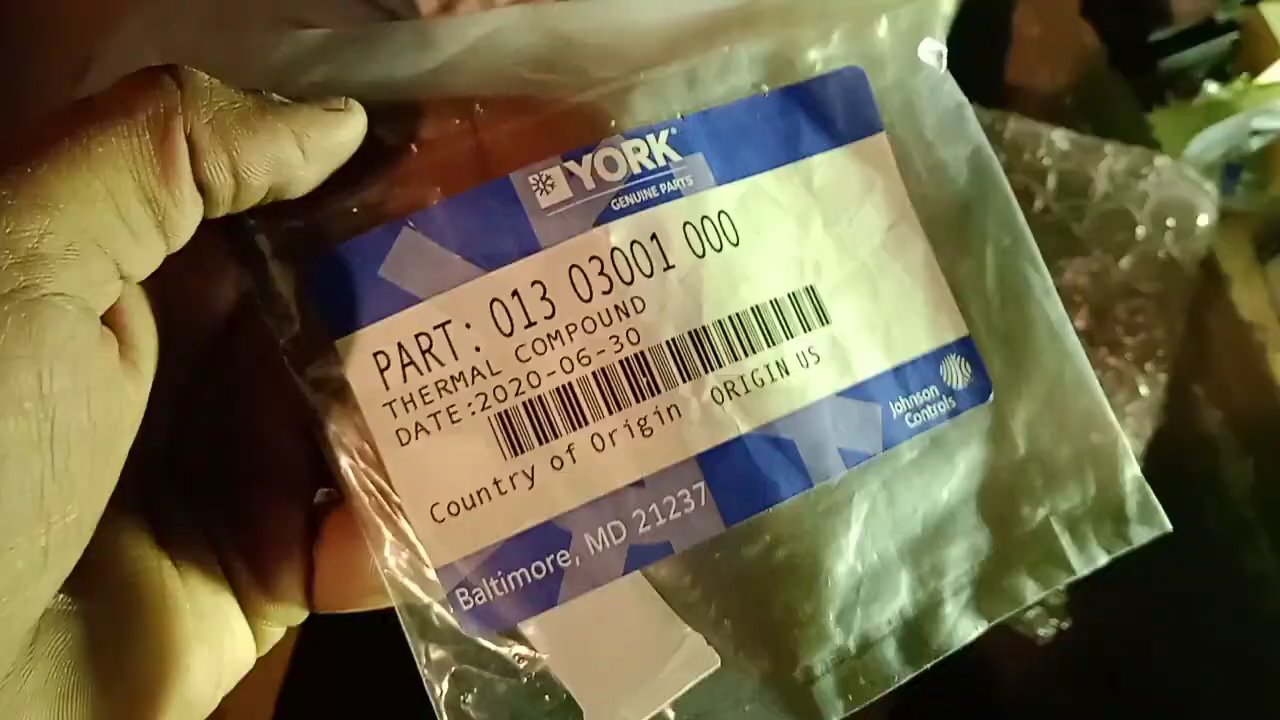 YORK
GENUINE PARTS
PART: 013 03001 000
THERMAL COMPOUND
DATE:2020-06-30
Country of Origin ORIGIN US
Johnson
Controls
Baltimore, MD 21237